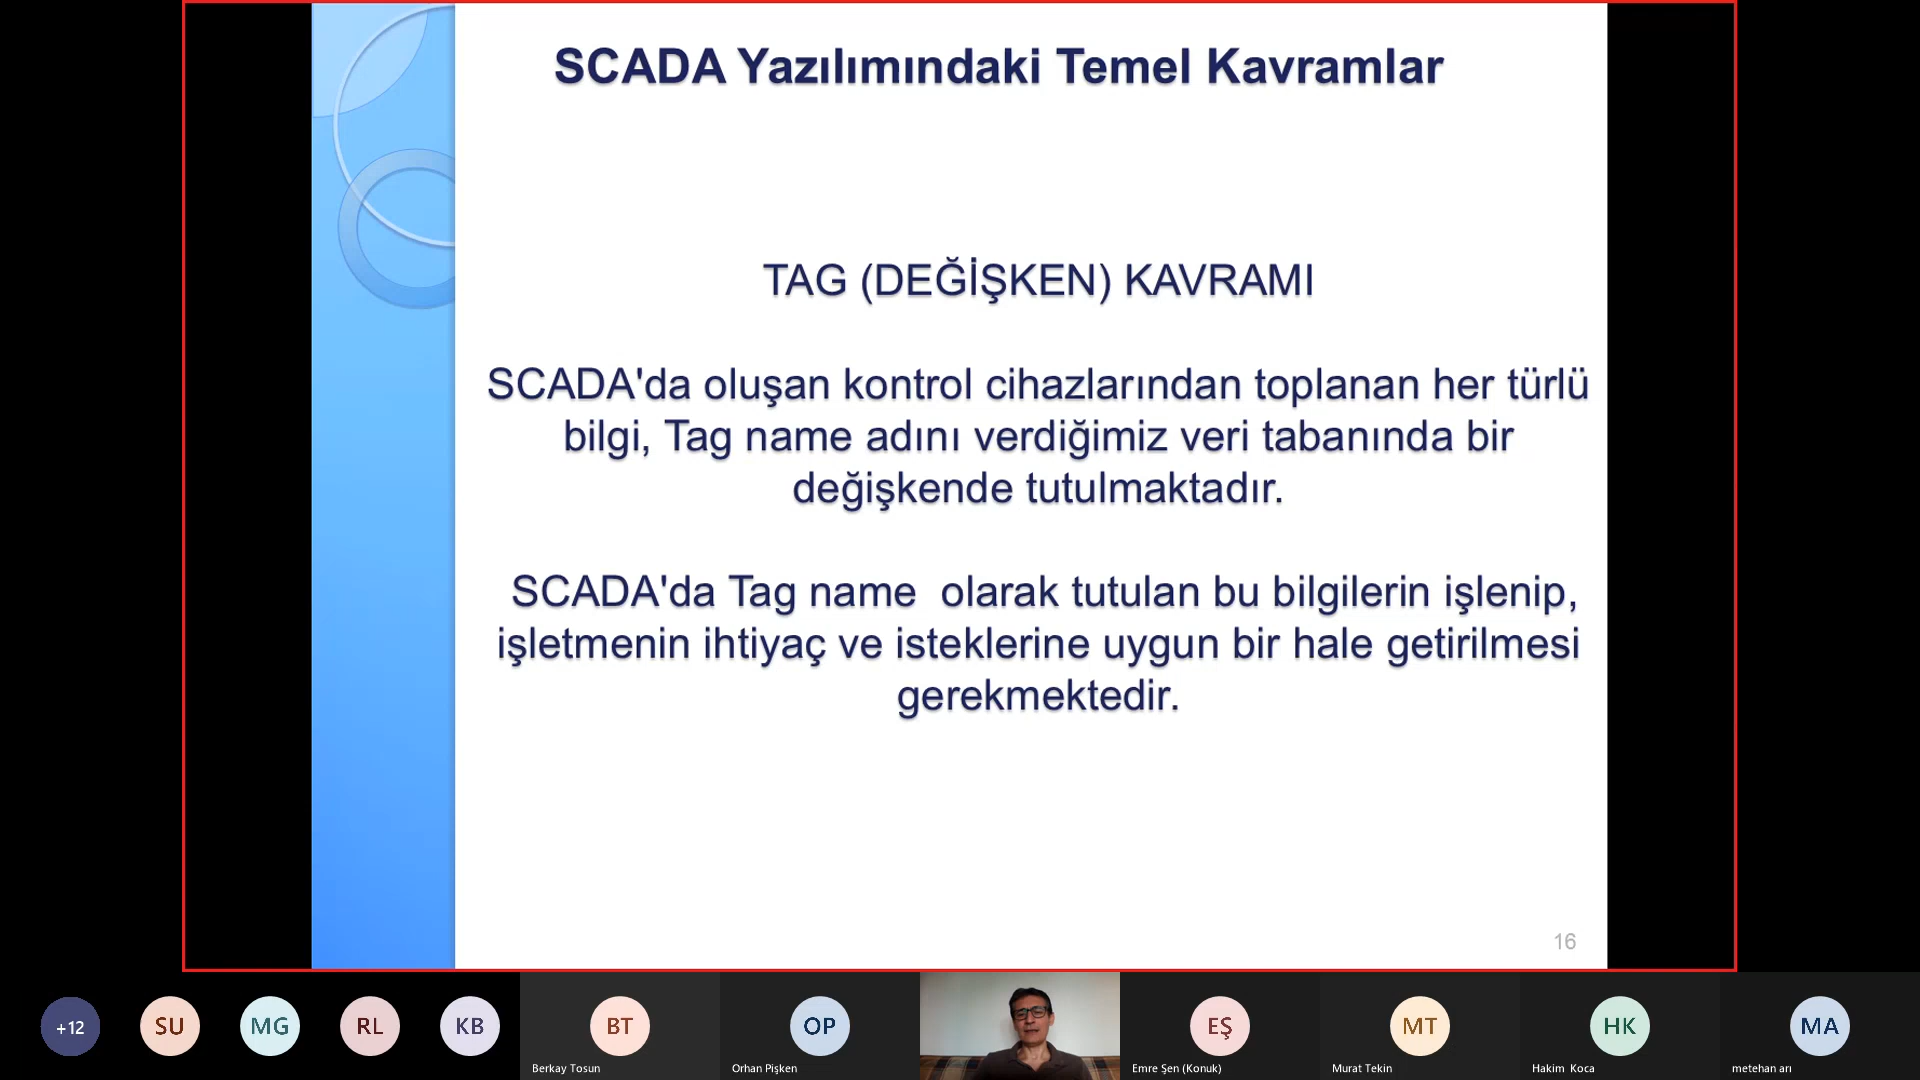 SCADA Yazılımındaki Temel Kavramlar
TAG (DEĞİŞKEN) KAVRAMI
SCADA'da oluşan kontrol cihazlarından toplanan her türlü
bilgi, Tag name adını verdiğimiz veri tabanında bir
değişkende tutulmaktadır.
SCADA'da Tag name  olarak tutulan bu bilgilerin işlenip,
işletmenin ihtiyaç ve isteklerine uygun bir hale getirilmesi
gerekmektedir.
16
+12
SU
MG
RL
KB
BT
OP
EŞ
MT
HK
MA
Berkay Tosun
Orhan Pişken
Emre Şen (Konuk)
Murat Tekin
Hakim  Koca
metehan arı